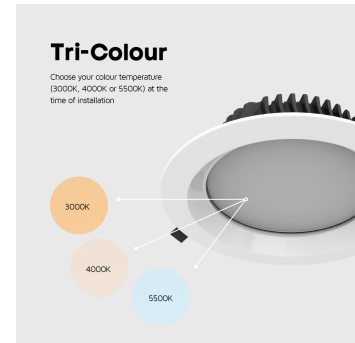 Tri-Colour
Choose your colour temperature
(3000K, 4000K or 5500K) at the
time of installation
3000K
4000K
5500K